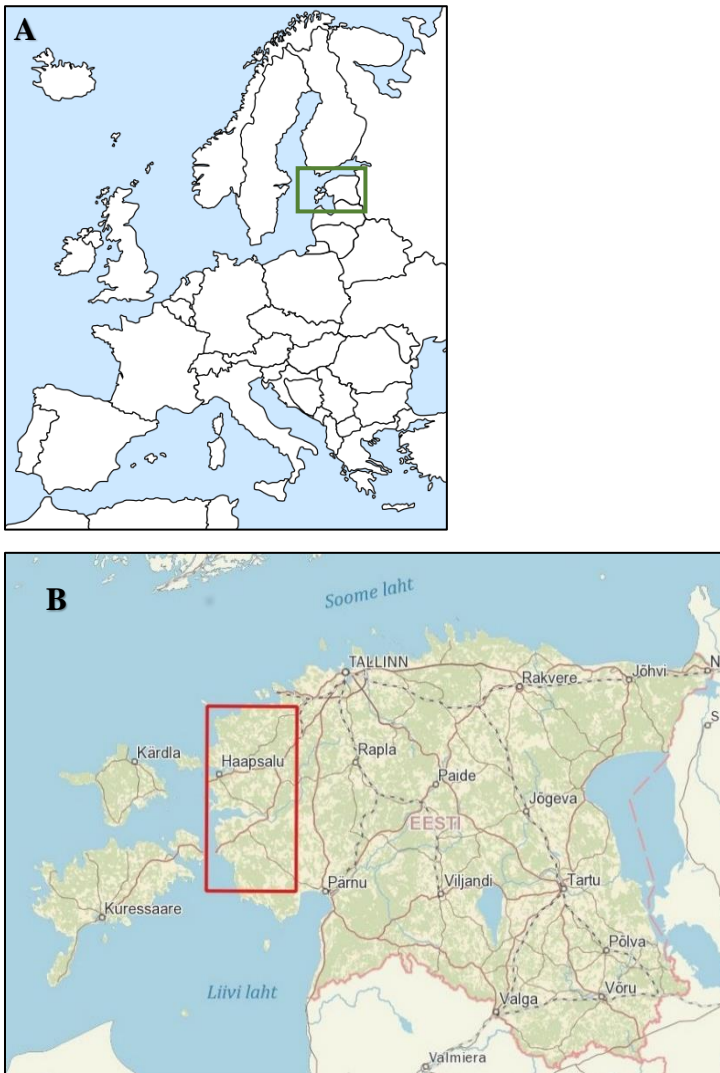 A
B
Soome laht
TALLINN
Rakvere
Jõhvi
N
S
Kärdla
Haapsalu
Rapla
Paide
Jõgeva
EESTI
Pärnu
Viljandi
Tartu
Kuressaare
Põlva
Liivi laht
Valga
Võru
Valmiera